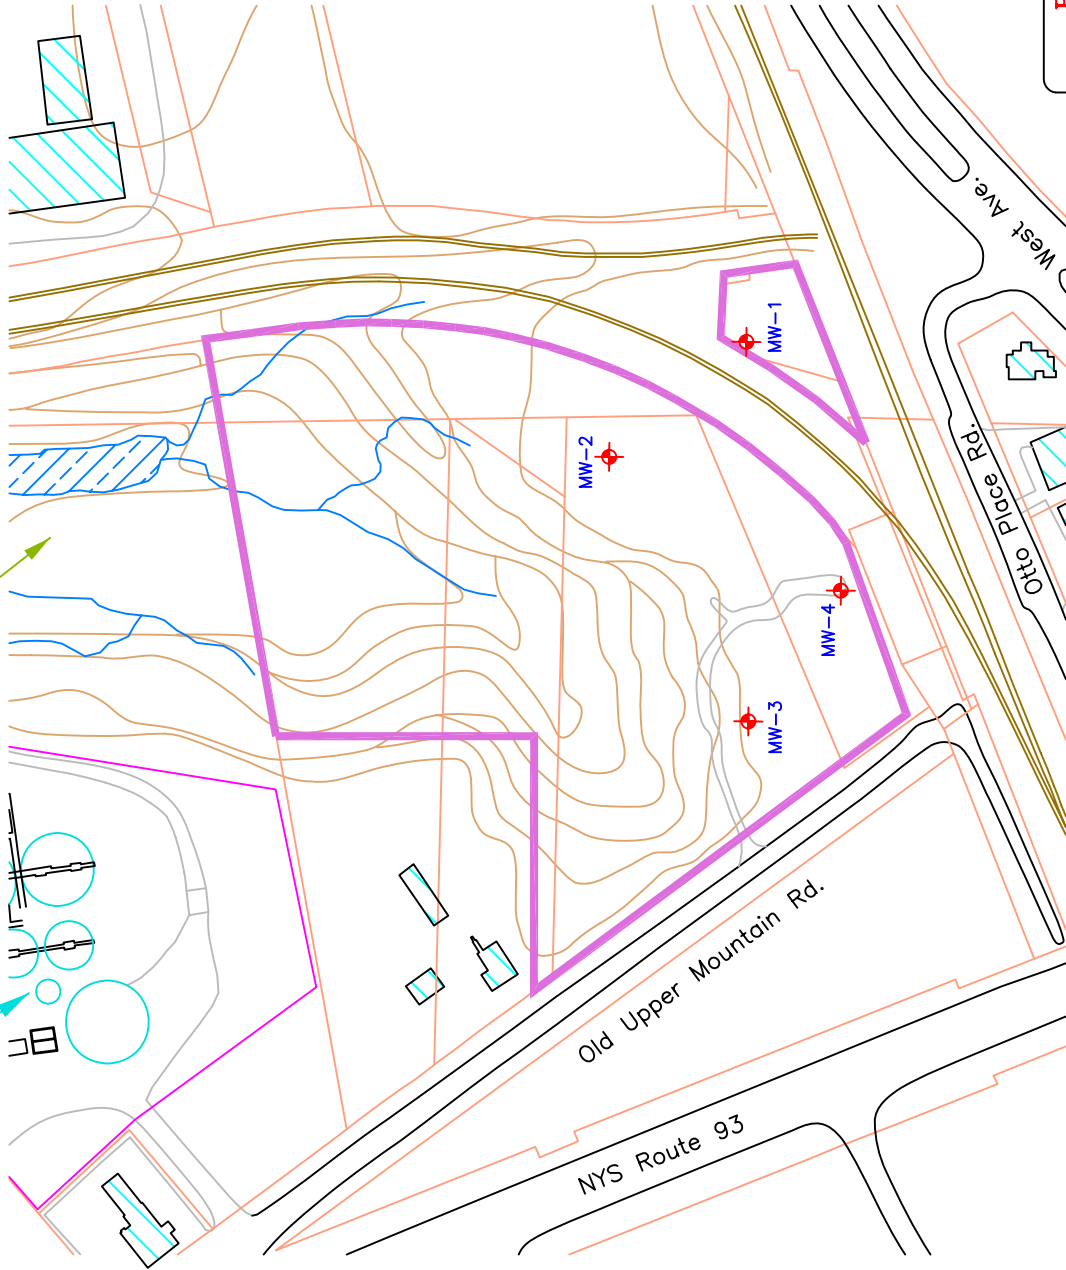 West Ave.
MW-1
Otto Place Rd.
MW-2
MW-4
MW-3
Old Upper Mountain Rd.
NYS Route 93